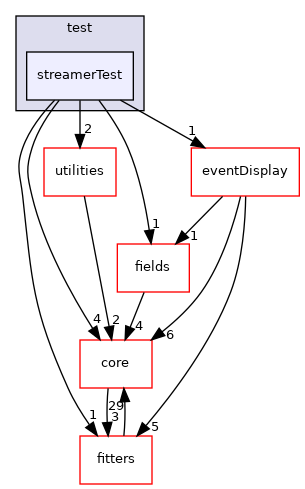 test
streamerTest
2
1
utilities
eventDisplay
1
1
fields
4
2
4
6
core
29
3
1
5
fitters